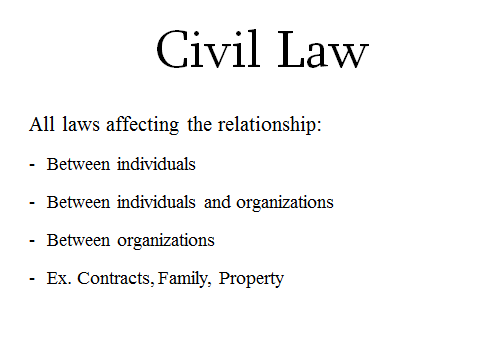 Civil Law
All laws affecting the relationship:
- Between individuals
- Between individuals and organizations
- Between organizations
- Ex. Contracts, Family, Property